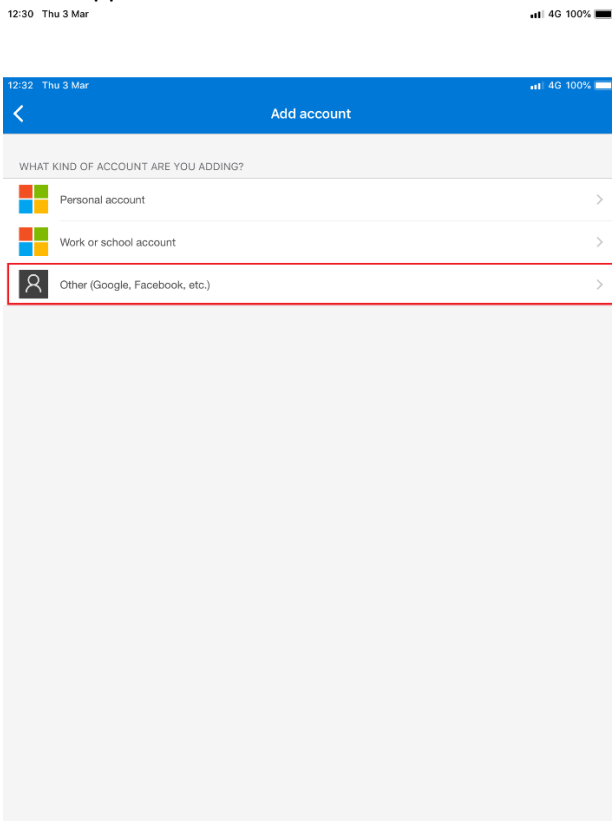 12:30 Thu 3 Mar 4G 100%
12:32 Thu 3 Mar 4G 100%
Add account
WHAT KIND OF ACCOUNT ARE YOU ADDING?
Personal account
Work or school account
Other (Google, Facebook, etc.)